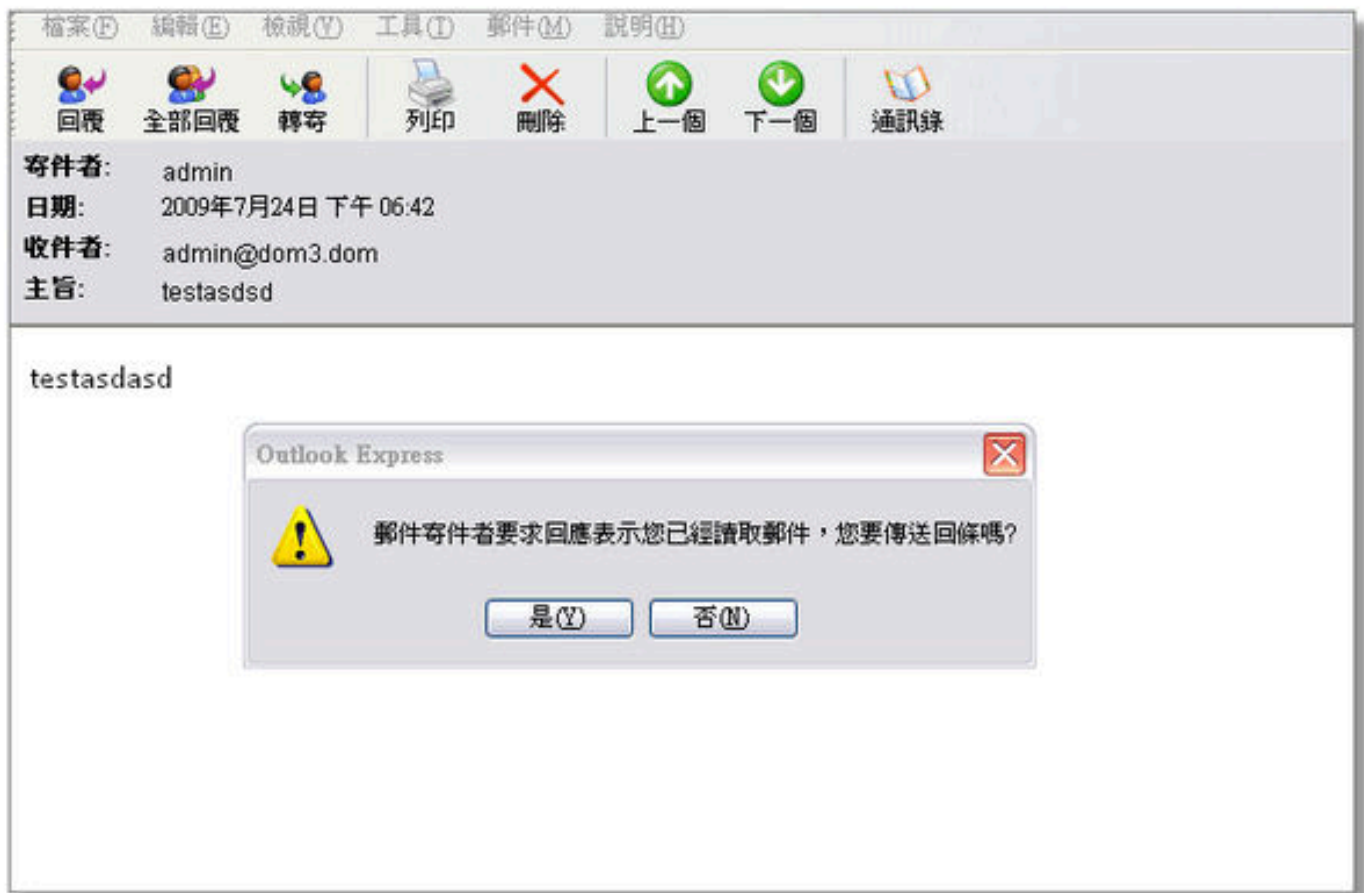 檔案(F) 編輯(E) 檢視(V) 工具(T) 郵件(M) 說明(H)
回覆 全部回覆 轉寄 列印 刪除 上一個 下一個 通訊錄
寄件者: admin
日期: 2009年7月24日 下午 06:42
收件者: admin@dom3.dom
主旨: testasdsd
testasdasd
Outlook Express
郵件寄件者要求回應表示您已經讀取郵件，您要傳送回條嗎?
是(Y) 否(N)